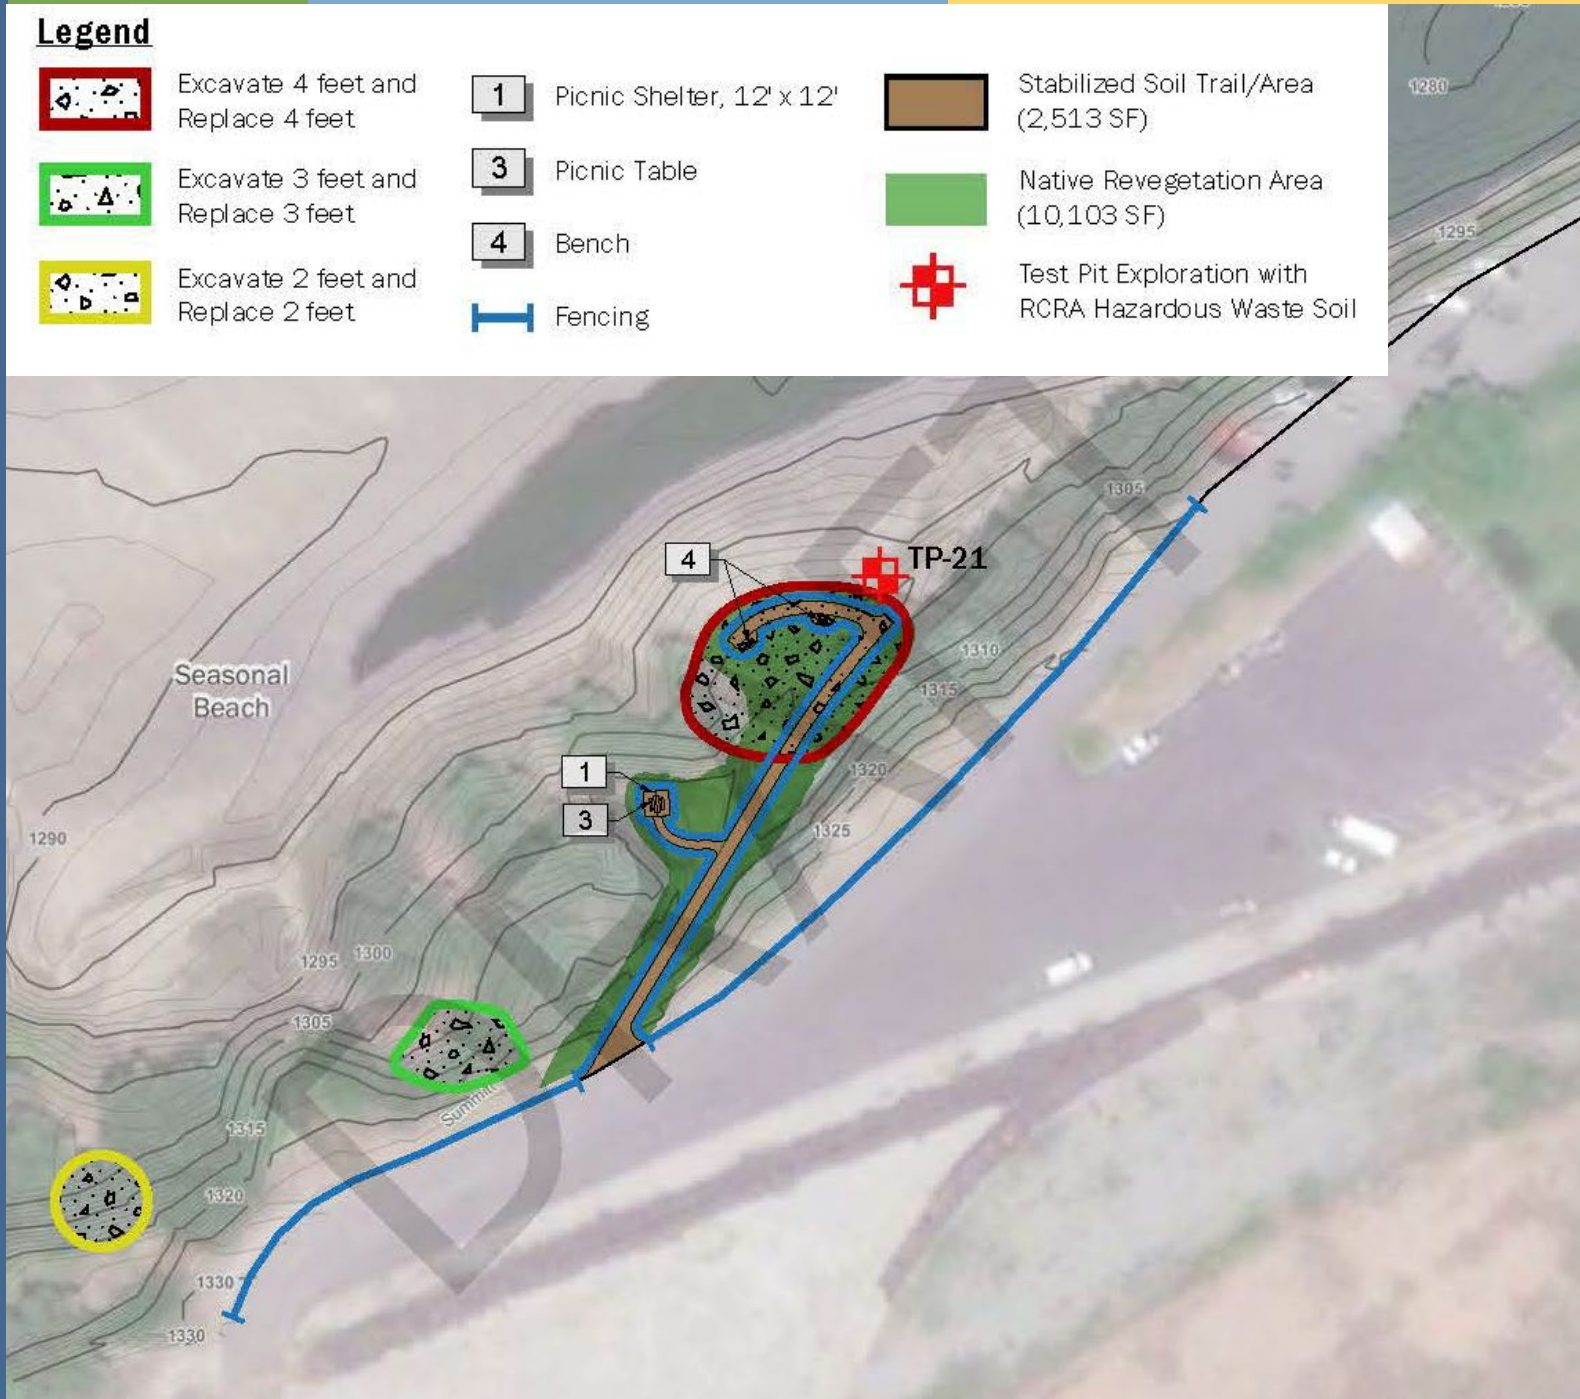 Legend
Excavate 4 feet and
Replace 4 feet
Excavate 3 feet and
Replace 3 feet
Excavate 2 feet and
Replace 2 feet
1 Picnic Shelter, 12' x 12'
3 Picnic Table
4 Bench
Fencing
Stabilized Soil Trail/Area
(2,513 SF)
Native Revegetation Area
(10,103 SF)
Test Pit Exploration with
RCRA Hazardous Waste Soil
1280
1295
1305
4
TP-21
1310
Seasonal
Beach
1315
1
1320
3
1325
1290
1295
1300
1305
Summit
1315
1320
1330
1330
DRAFT